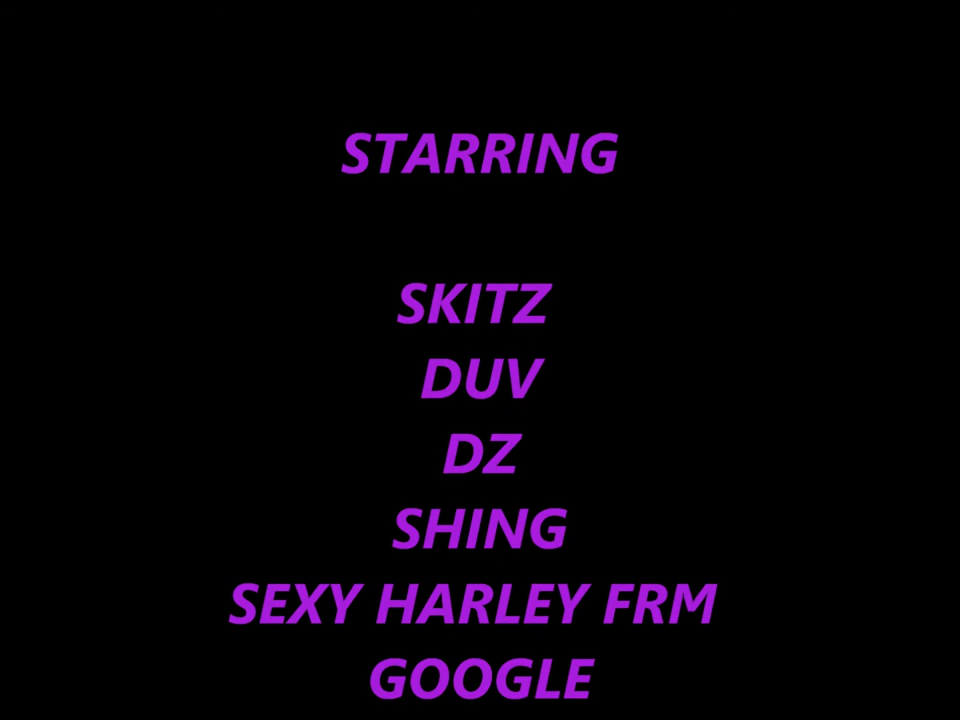 STARRING
SKITZ
DUV
DZ
SHING
SEXY HARLEY FRM
GOOGLE